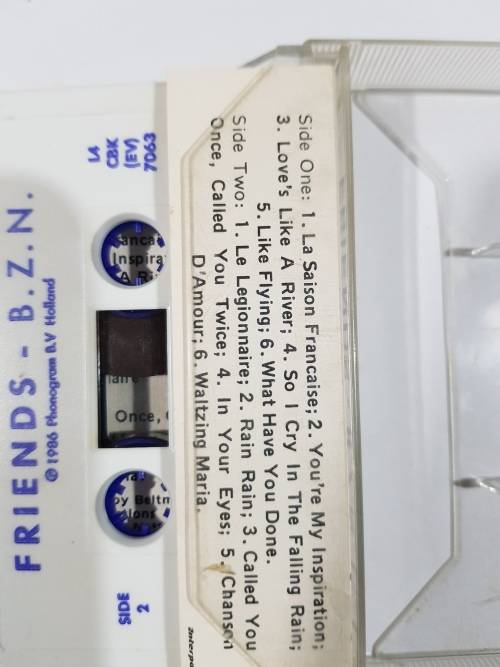 Side One: 1. La Saison Francaise; 2. You're My Inspiration;
3. Love's Like A River; 4. So I Cry In The Falling Rain;
5. Like Flying; 6. What Have You Done.
Side Two: 1. Le Legionnaire; 2. Rain Rain; 3. Called You
Once, Called You Twice; 4. In Your Eyes; 5. Chanson
D'Amour; 6. Waltzing Maria.
L4
CBK
(EV)
7063
SIDE
2
FRIENDS - B.Z.N.
© 1986 Phonogram B.V Holland
Once,